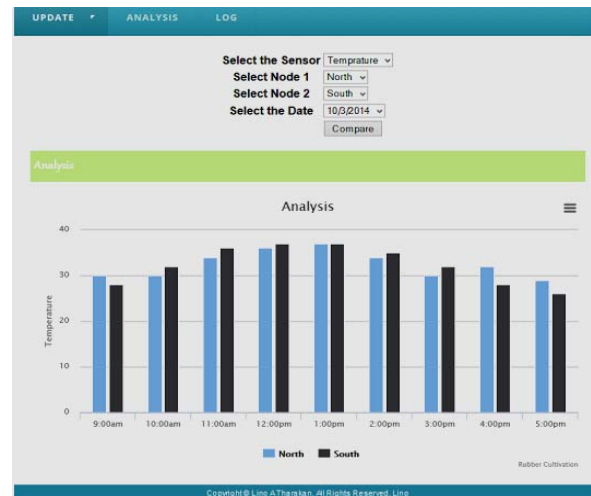 UPDATE ANALYSIS LOG
Select the Sensor Temprature
Select Node 1 North
Select Node 2 South
Select the Date 10/3/2014
Compare
Analysis
Analysis
40
30
20
10
0
Temperature
9:00am 10:00am 11:00am 12:00pm 1:00pm 2:00pm 3:00pm 4:00pm 5:00pm
North South
Rubber Cultivation
Copyright © Lino A Tharakan. All Rights Reserved. Lino